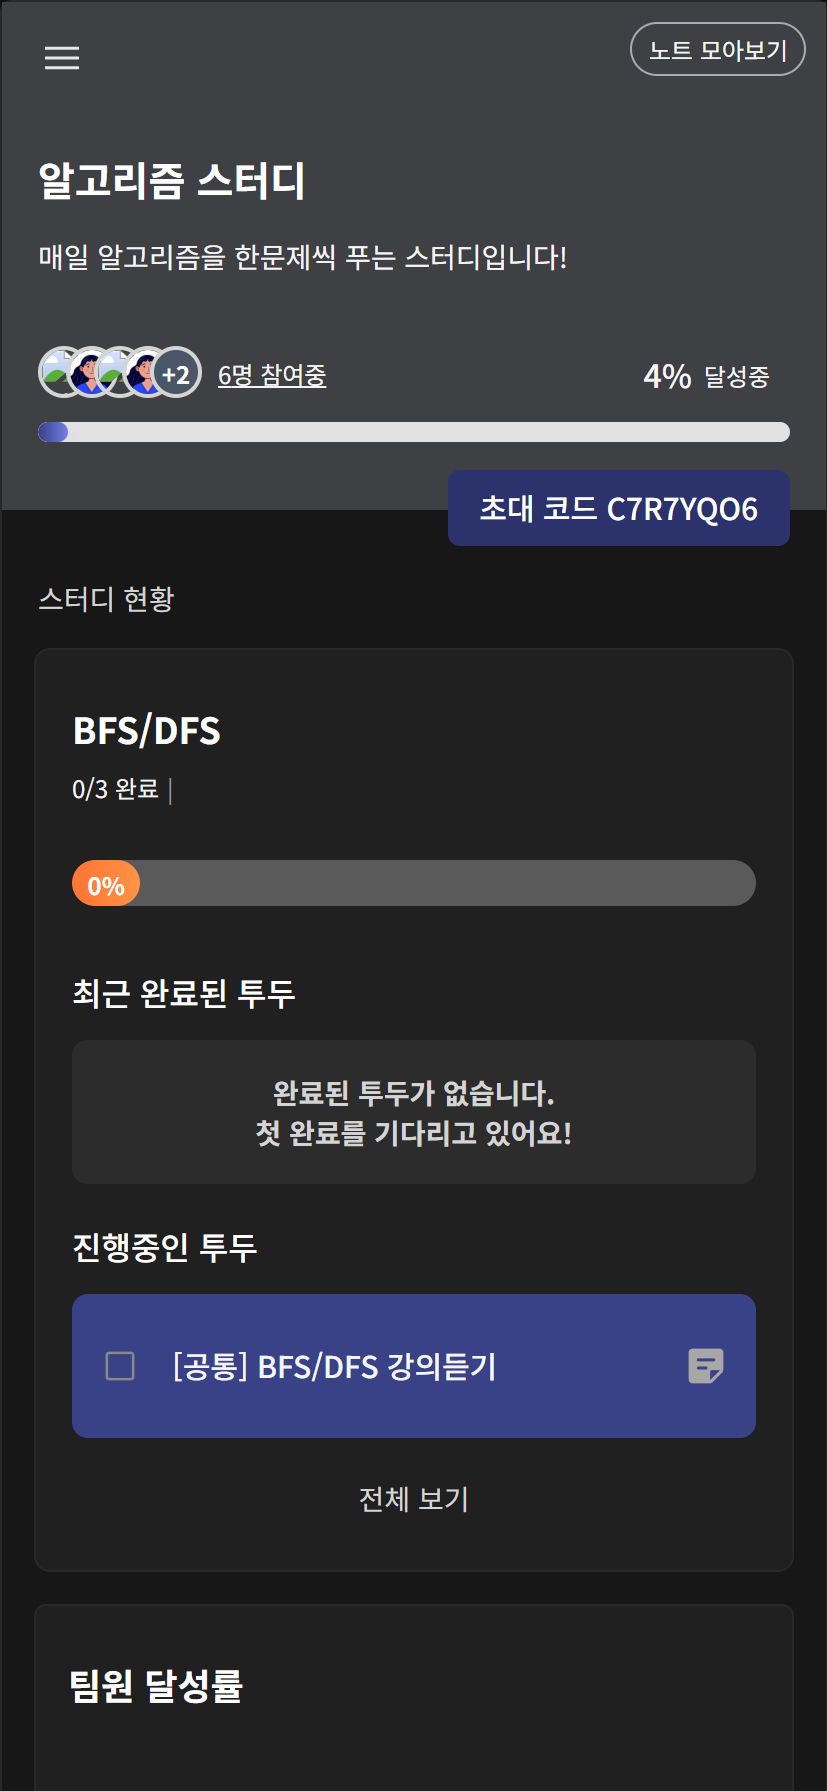 노트 모아보기
알고리즘 스터디
매일 알고리즘을 한문제씩 푸는 스터디입니다!
+2 6명 참여중 4% 달성중
초대 코드 C7R7YQO6
스터디 현황
BFS/DFS
0/3 완료 |
0%
최근 완료된 투두
완료된 투두가 없습니다.
첫 완료를 기다리고 있어요!
진행중인 투두
[공통] BFS/DFS 강의듣기
전체 보기
팀원 달성률